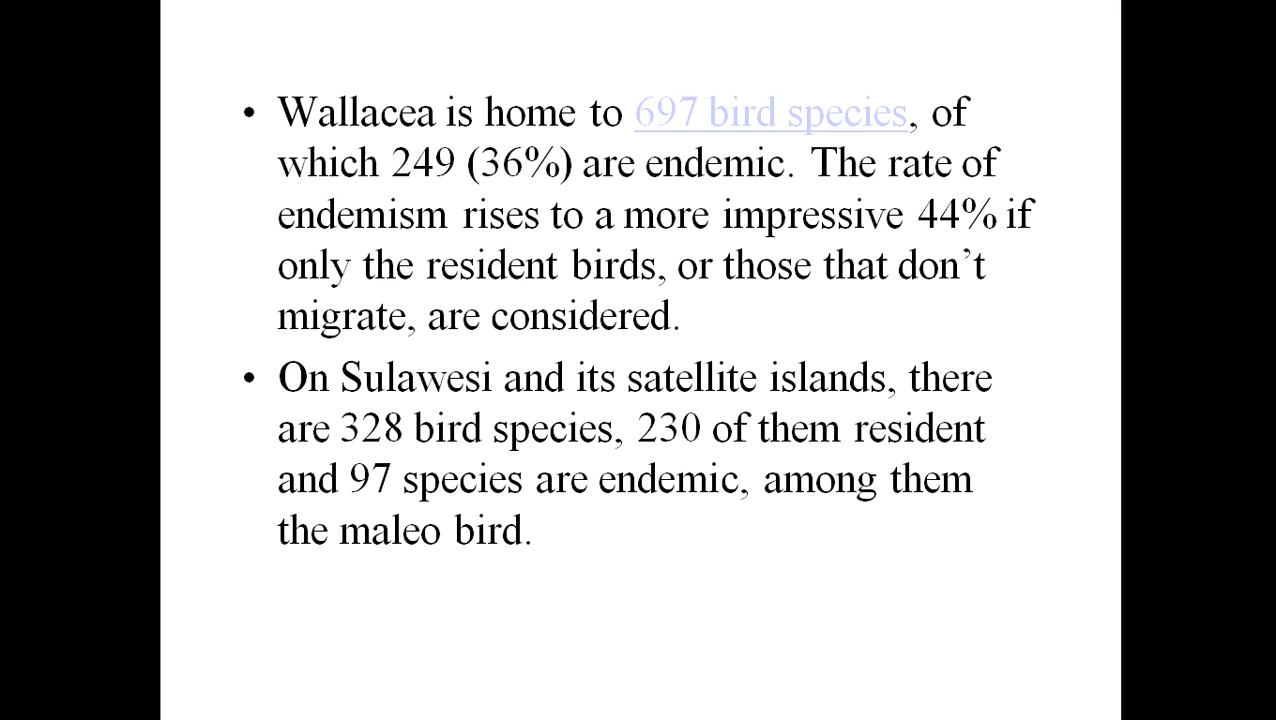 • Wallacea is home to 697 bird species, of
which 249 (36%) are endemic. The rate of
endemism rises to a more impressive 44% if
only the resident birds, or those that don’t
migrate, are considered.
• On Sulawesi and its satellite islands, there
are 328 bird species, 230 of them resident
and 97 species are endemic, among them
the maleo bird.